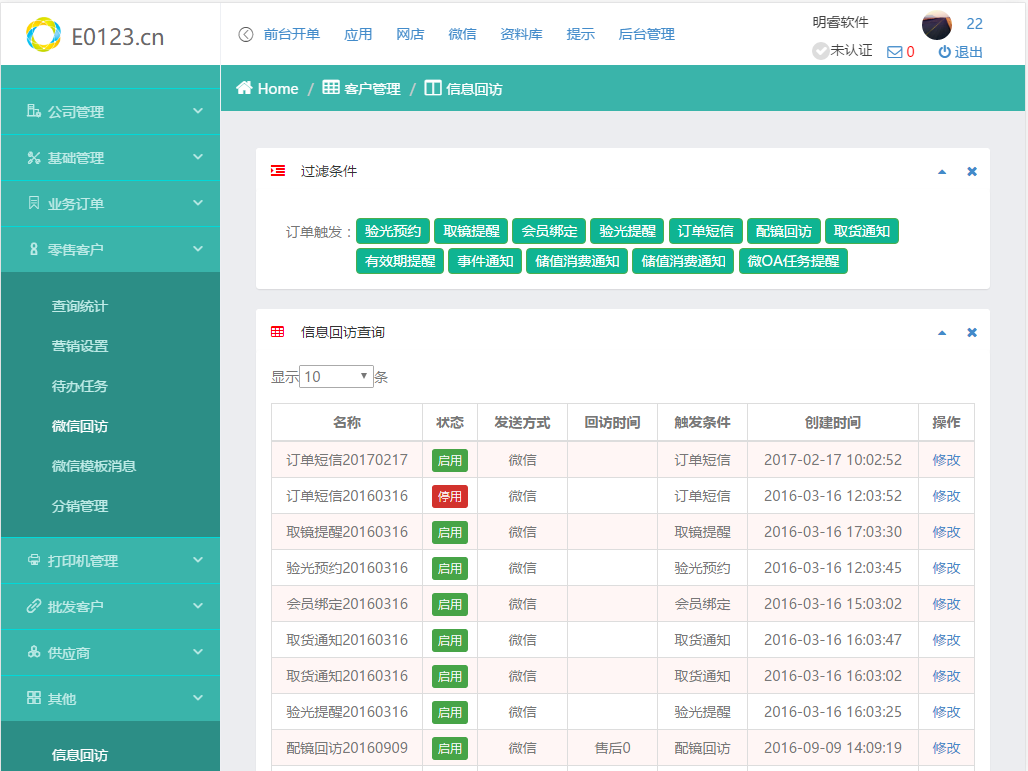 E0123.cn
前台开单 应用 网店 微信 资料库 提示 后台管理
明睿软件 22
未认证 0 退出
Home / 客户管理 / 信息回访
公司管理
基础管理
业务订单
零售客户
查询统计
营销设置
待办任务
微信回访
微信模板消息
分销管理
打印机管理
批发客户
供应商
其他
信息回访
过滤条件
订单触发： 验光预约 取镜提醒 会员绑定 验光提醒 订单短信 配镜回访 取货通知
有效期提醒 事件通知 储值消费通知 储值消费通知 微OA任务提醒
信息回访查询
显示 10 条
名称 状态 发送方式 回访时间 触发条件 创建时间 操作
订单短信20170217 启用 微信 订单短信 2017-02-17 10:02:52 修改
订单短信20160316 停用 微信 订单短信 2016-03-16 12:03:52 修改
取镜提醒20160316 启用 微信 取镜提醒 2016-03-16 17:03:30 修改
验光预约20160316 启用 微信 验光预约 2016-03-16 12:03:45 修改
会员绑定20160316 启用 微信 会员绑定 2016-03-16 15:03:02 修改
取货通知20160316 启用 微信 取货通知 2016-03-16 16:03:47 修改
取货通知20160316 启用 微信 取货通知 2016-03-16 16:03:02 修改
验光提醒20160316 启用 微信 验光提醒 2016-03-16 16:03:25 修改
配镜回访20160909 启用 微信 售后0 配镜回访 2016-09-09 14:09:19 修改